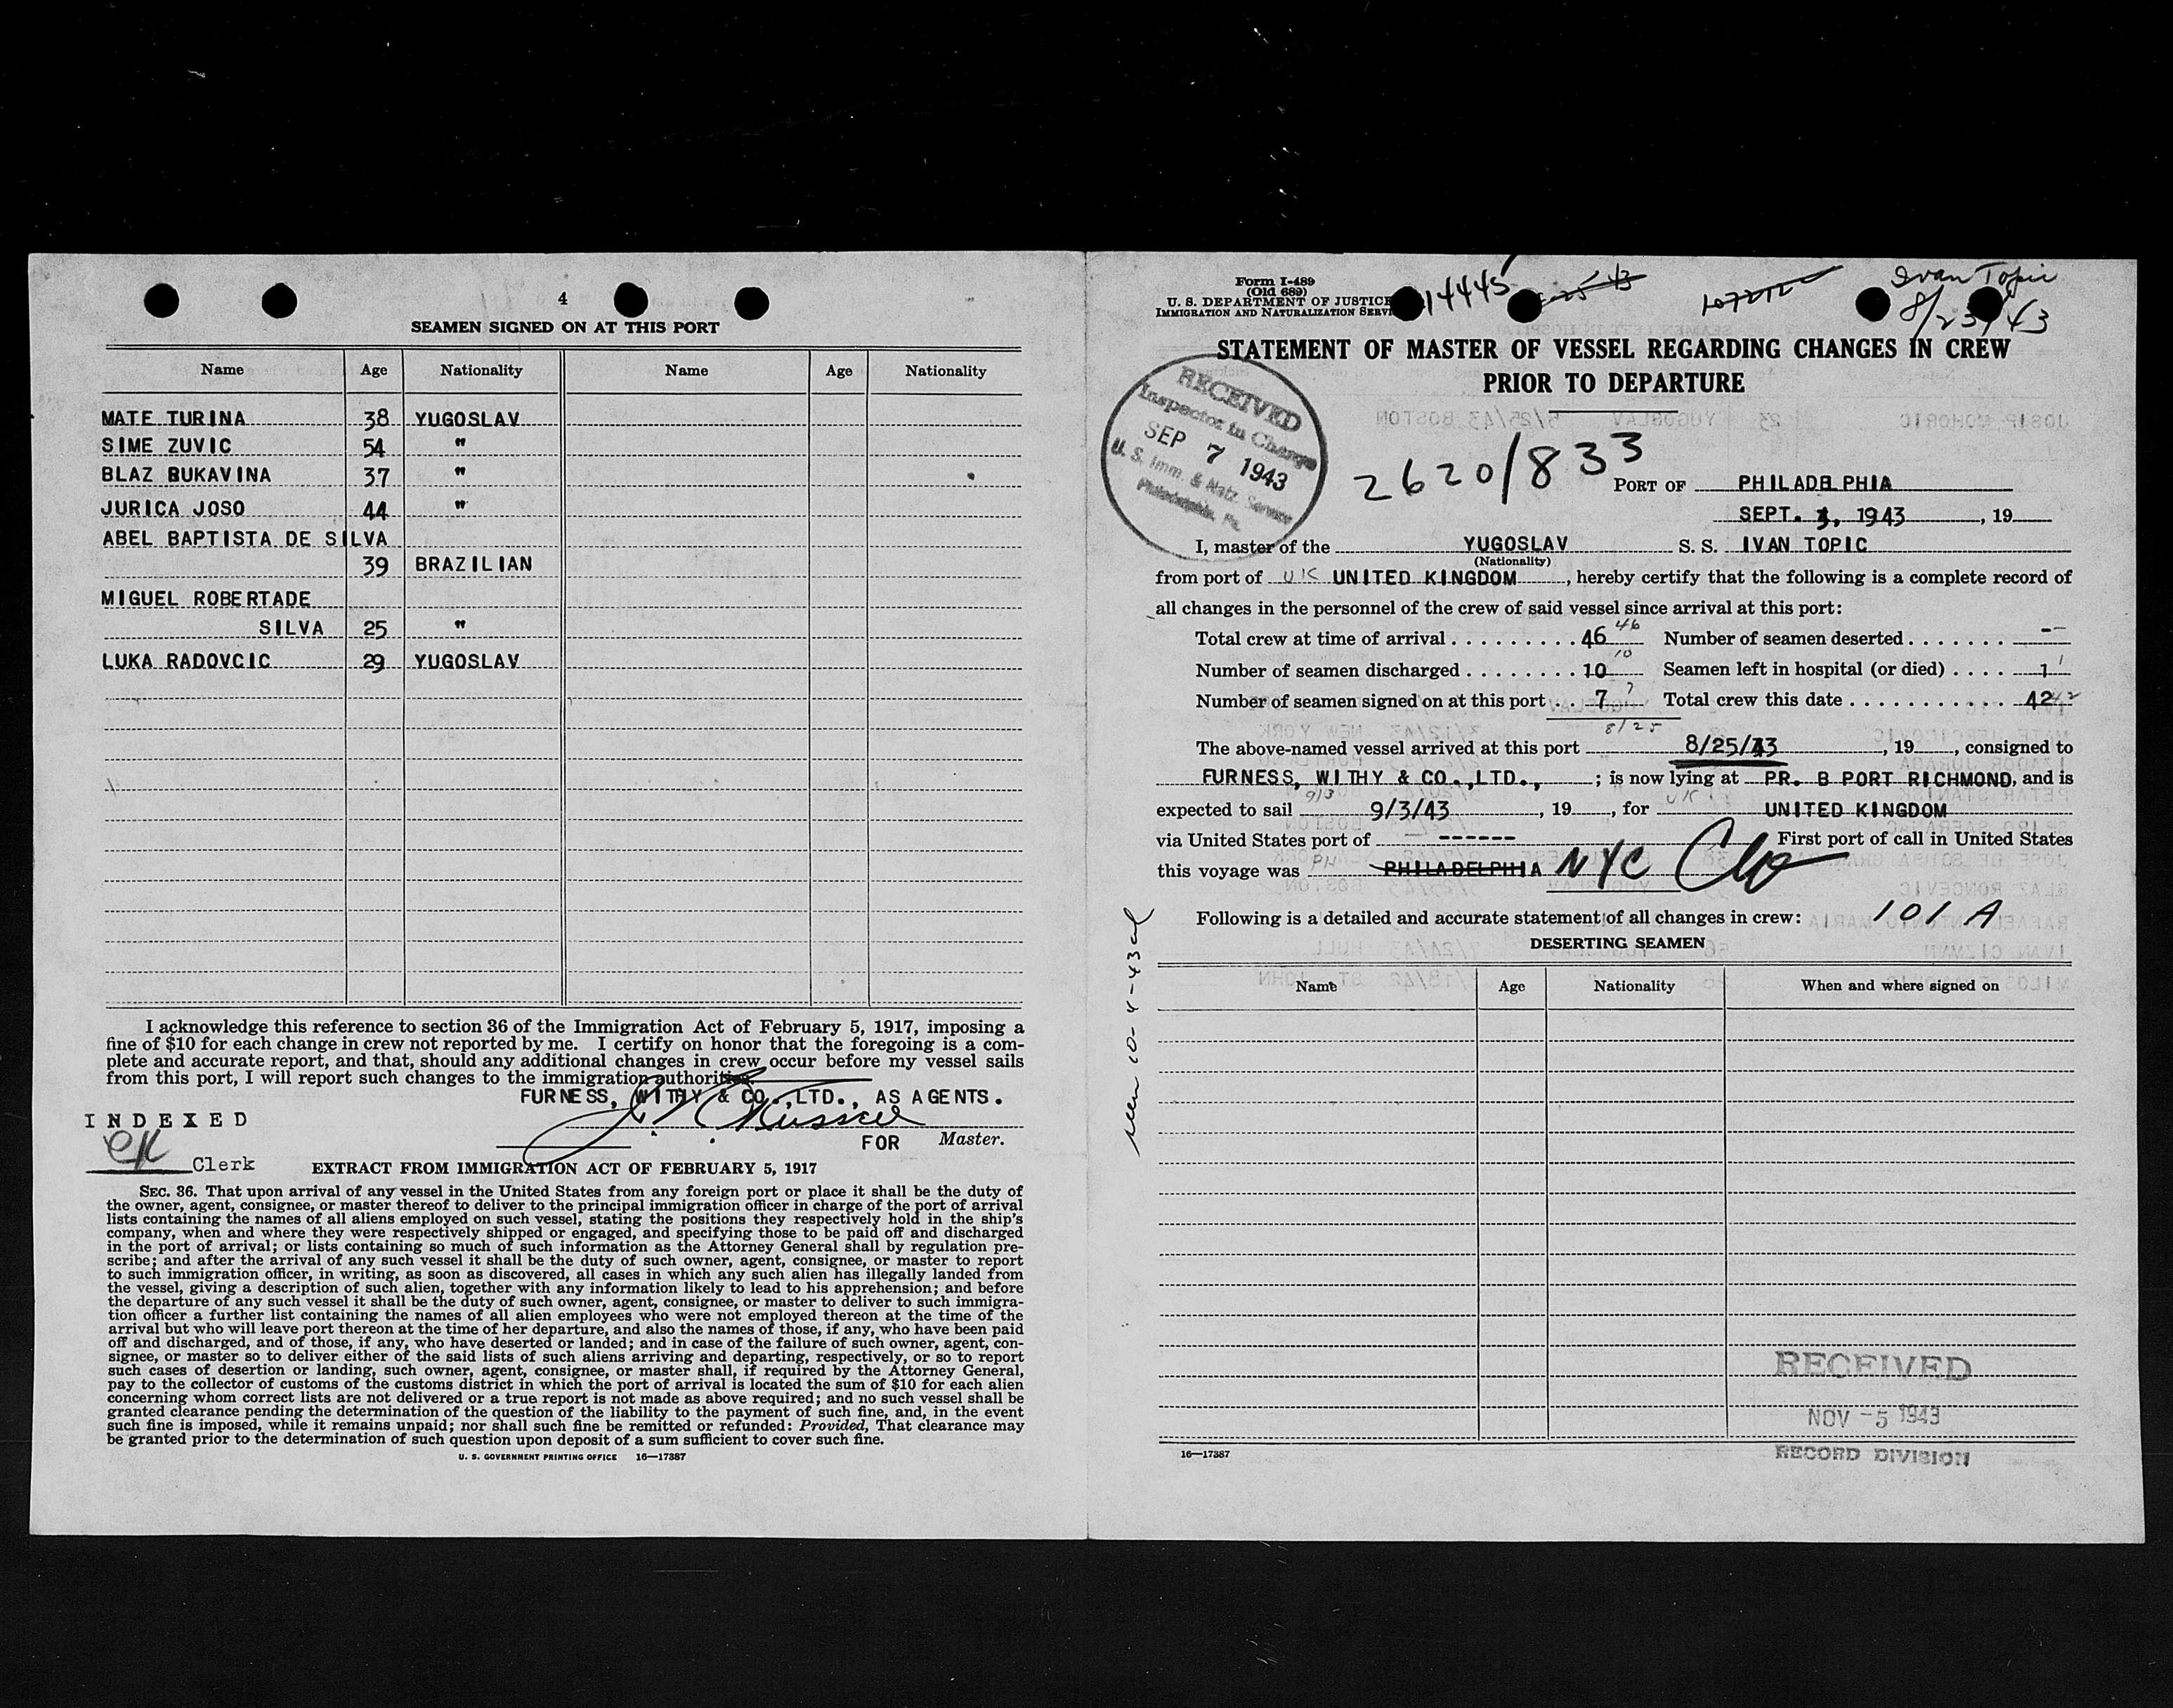 4
SEAMEN SIGNED ON AT THIS PORT
Name Age Nationality Name Age Nationality
MATE TURINA 38 YUGOSLAV
SIME ZUVIC 54 "
BLAZ BUKAVINA 37 "
JURICA JOSO 44 "
ABEL BAPTISTA DE SILVA
39 BRAZILIAN
MIGUEL ROBERTADE
SILVA 25 "
LUKA RADOVCIC 29 YUGOSLAV
I acknowledge this reference to section 36 of the Immigration Act of February 5, 1917, imposing a
fine of $10 for each change in crew not reported by me. I certify on honor that the foregoing is a com-
plete and accurate report, and that, should any additional changes in crew occur before my vessel sails
from this port, I will report such changes to the immigration authorities.
FURNESS, WITHY & CO.,LTD., AS AGENTS.
FOR Master.
INDEXED
Clerk
EXTRACT FROM IMMIGRATION ACT OF FEBRUARY 5, 1917
SEC. 36. That upon arrival of any vessel in the United States from any foreign port or place it shall be the duty of
the owner, agent, consignee, or master thereof to deliver to the principal immigration officer in charge of the port of arrival
lists containing the names of all aliens employed on such vessel, stating the positions they respectively hold in the ship's
company, when and where they were respectively shipped or engaged, and specifying those to be paid off and discharged
in the port of arrival; or lists containing so much of such information as the Attorney General shall by regulation pre-
scribe; and after the arrival of any such vessel it shall be the duty of such owner, agent, consignee, or master to report
to such immigration officer, in writing, as soon as discovered, all cases in which any such alien has illegally landed from
the vessel, giving a description of such alien, together with any information likely to lead to his apprehension; and before
the departure of any such vessel it shall be the duty of such owner, agent, consignee, or master to deliver to such immigra-
tion officer a further list containing the names of all alien employees who were not employed thereon at the time of the
arrival but who will leave port thereon at the time of her departure, and also the names of those, if any, who have been paid
off and discharged, and of those, if any, who have deserted or landed; and in case of the failure of such owner, agent, con-
signee, or master so to deliver either of the said lists of such aliens arriving and departing, respectively, or so to report
such cases of desertion or landing, such owner, agent, consignee, or master shall, if required by the Attorney General,
pay to the collector of customs of the customs district in which the port of arrival is located the sum of $10 for each alien
concerning whom correct lists are not delivered or a true report is not made as above required; and no such vessel shall be
granted clearance pending the determination of the question of the liability to the payment of such fine, and, in the event
such fine is imposed, while it remains unpaid; nor shall such fine be remitted or refunded: Provided, That clearance may
be granted prior to the determination of such question upon deposit of a sum sufficient to cover such fine.
U. S. GOVERNMENT PRINTING OFFICE 16—17387
Form I-489
(Old 689)
U. S. DEPARTMENT OF JUSTICE
IMMIGRATION AND NATURALIZATION SERVI
14445
Ivan Topic
8/23/43
STATEMENT OF MASTER OF VESSEL REGARDING CHANGES IN CREW
PRIOR TO DEPARTURE
RECEIVED
Inspector in Charge
SEP 7 1943
U. S. Imm. & Natz. Service
Philadelphia, Pa.
2620/833
PORT OF PHILADELPHIA
SEPT. 3, 1943, 19
I, master of the YUGOSLAV S. S. IVAN TOPIC
(Nationality)
from port of UK UNITED KINGDOM, hereby certify that the following is a complete record of
all changes in the personnel of the crew of said vessel since arrival at this port:
Total crew at time of arrival 46 46 Number of seamen deserted --
Number of seamen discharged 10 10 Seamen left in hospital (or died) 1 1
Number of seamen signed on at this port 7 7 Total crew this date 42 42
8/25
The above-named vessel arrived at this port 8/25/43, 19, consigned to
FURNESS, WITHY & CO.,LTD., ; is now lying at PR. B PORT RICHMOND, and is
9/3 UK
expected to sail 9/3/43, 19, for UNITED KINGDOM
via United States port of ------ First port of call in United States
this voyage was PH PHILADELPHIA NYC
Following is a detailed and accurate statement of all changes in crew: 101 A
DESERTING SEAMEN
Name Age Nationality When and where signed on
RECEIVED
NOV -5 1943
RECORD DIVISION
16—17387